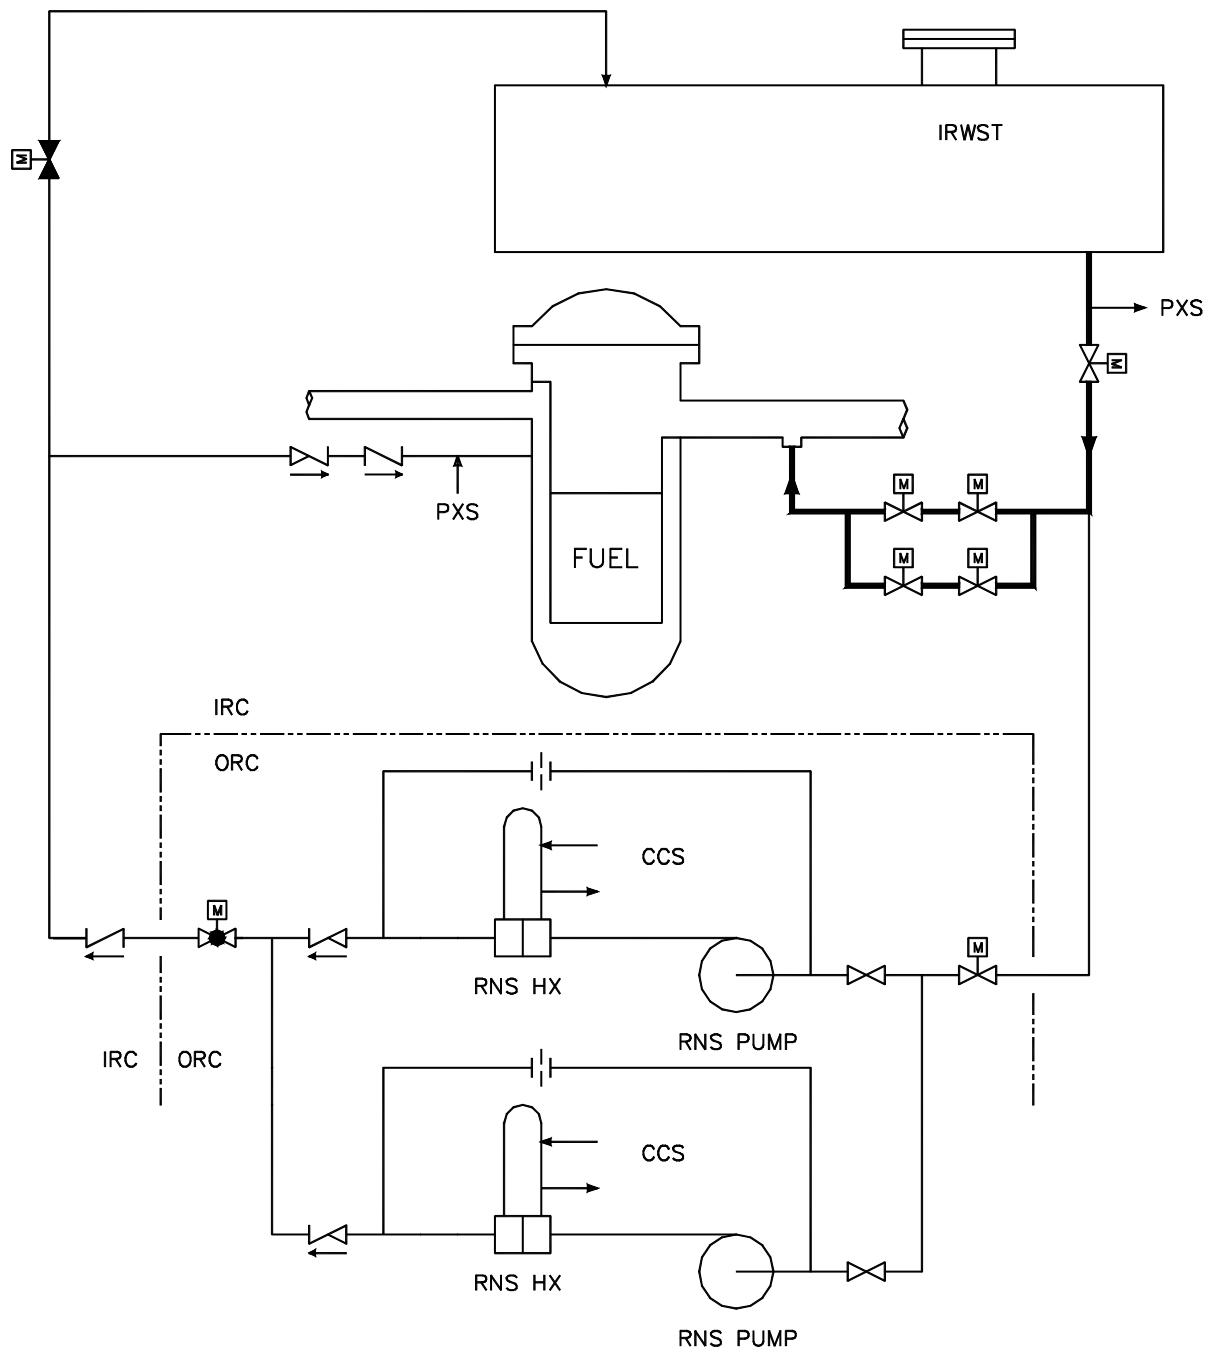 IRWST
M
PXS
M
M M
PXS
FUEL
M M
IRC
ORC
CCS
M
M
RNS HX
RNS PUMP
IRC ORC
CCS
RNS HX
RNS PUMP